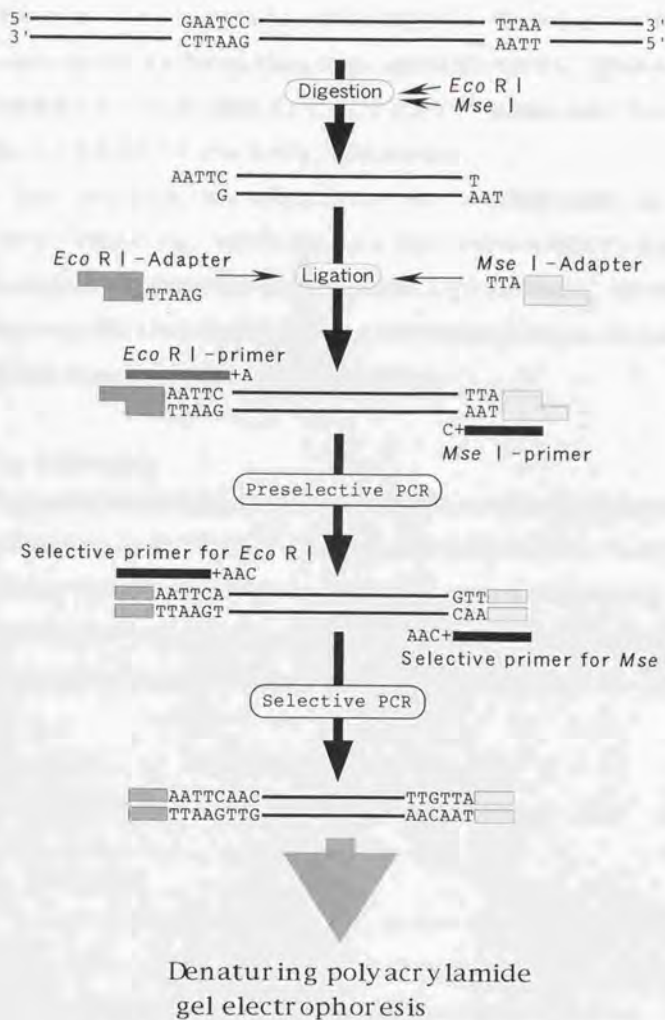 5' GAATCC TTAA 3'
3' CTTAAG AATT 5'
Digestion
Eco R I
Mse I
AATTC T
G AAT
Eco R I-Adapter
TTAAG
Ligation
Mse I-Adapter
TTA
Eco R I-primer
+A
AATTC TTA
TTAAG AAT
C+
Mse I-primer
Preselective PCR
Selective primer for Eco R I
+AAC
AATTCA GTT
TTAAGT CAA
AAC+
Selective primer for Mse
Selective PCR
AATTCAAC TTGTTA
TTAAGTTG AACAAT
Denaturing polyacrylamide
gel electrophoresis